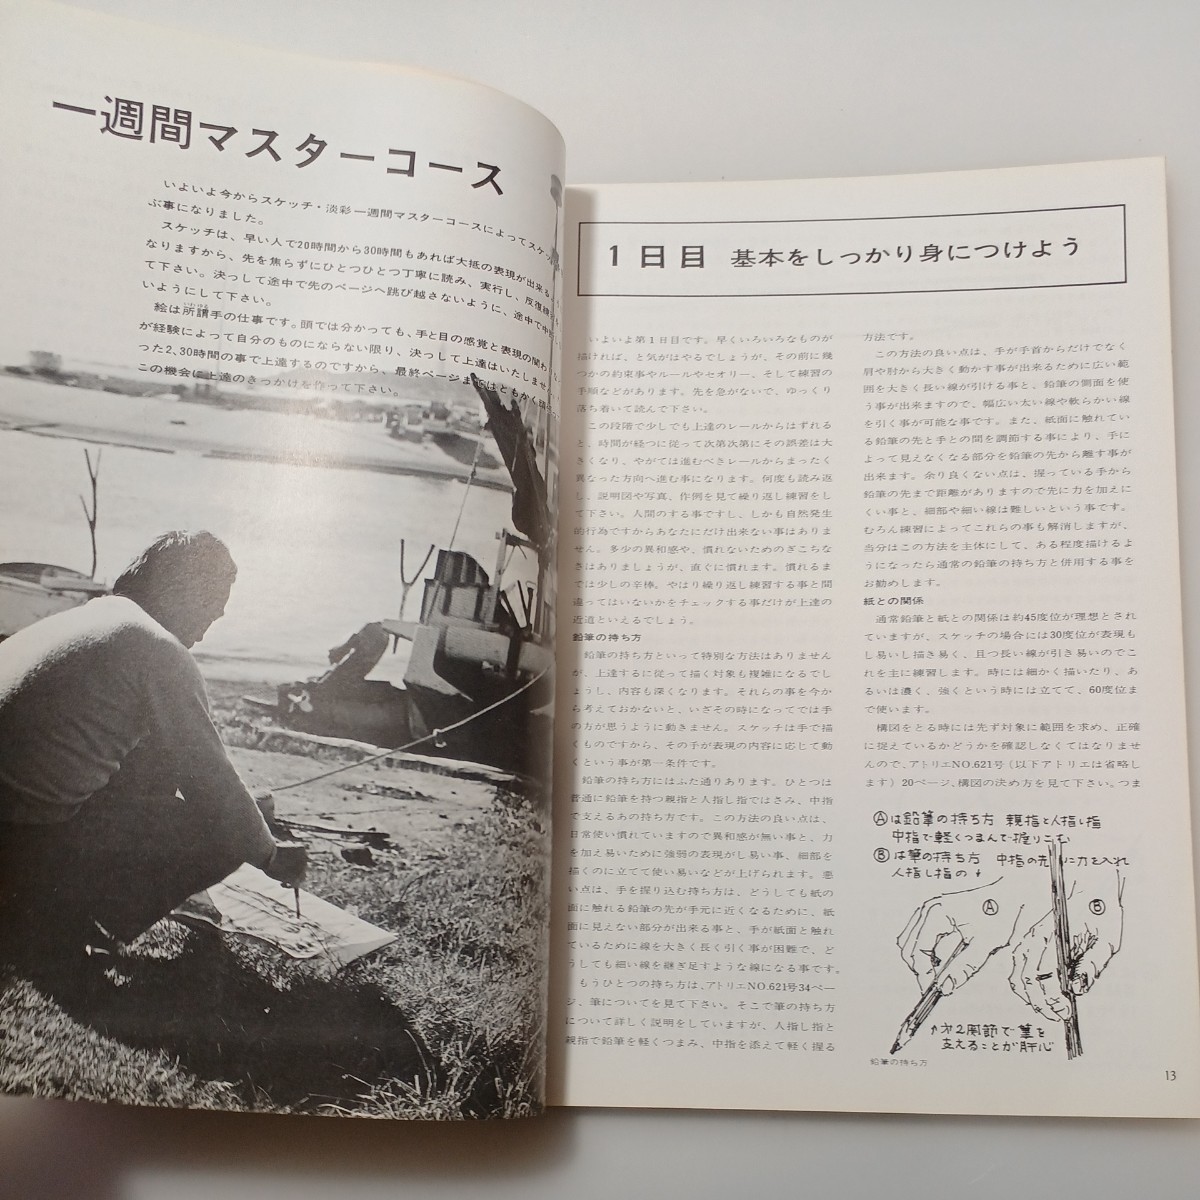 一週間マスターコース
いよいよ今からスケッチ・淡彩一週間マスターコースによってスケッ
ぶ事になりました。
スケッチは、早い人で20時間から30時間もあれば大抵の表現が出来る
なりますから、先を焦らずにひとつひとつ丁寧に読み、実行し、反復練
て下さい。決っして途中で先のページへ跳び越さないように、途中で中
いようにして下さい。
絵は所謂手の仕事です。頭では分かっても、手と目の感覚と表現の関わ
が経験によって自分のものにならない限り、決っして上達はいたしませ
った2、30時間の事で上達するのですから、最終ページまではともかく頑
この機会に上達のきっかけを作って下さい。
1日目 基本をしっかり身につけよう
いよいよ第1日目です。早くいろいろなものが
描ければ、と気がはやるでしょうが、その前に幾
つかの約束事やルールやセオリー、そして練習の
手順などがあります。先を急がないで、ゆっくり
落ち着いて読んで下さい。
この段階で少しでも上達のレールからはずれる
と、時間が経つに従って次第次第にその誤差は大
きくなり、やがては進むべきレールからまったく
異なった方向へ進む事になります。何度も読み返
し、説明図や写真、作例を見て繰り返し練習をし
て下さい。人間のする事ですし、しかも自然発生
的行為ですからあなたにだけ出来ない事はありま
せん。多少の異和感や、慣れないためのぎこちな
さはありましょうが、直ぐに慣れます。慣れるま
では少しの辛棒。やはり繰り返し練習する事と間
違ってはいないかをチェックする事だけが上達の
近道といえるでしょう。
鉛筆の持ち方
鉛筆の持ち方といって特別な方法はありません
が、上達するに従って描く対象も複雑になるでし
ょうし、内容も深くなります。それらの事を今か
ら考えておかないと、いざその時になってでは手
の方が思うように動きません。スケッチは手で描
くものですから、その手が表現の内容に応じて動
くという事が第一条件です。
鉛筆の持ち方にはふた通りあります。ひとつは
普通に鉛筆を持つ親指と人指し指ではさみ、中指
で支えるあの持ち方です。この方法の良い点は、
日常使い慣れていますので異和感が無い事と、力
を加え易いために強弱の表現がし易い事、細部を
描くのに立てて使い易いなどが上げられます。悪
い点は、手を握り込む持ち方は、どうしても紙の
面に触れる鉛筆の先が手元に近くなるために、紙
面に見えない部分が出来る事と、手が紙面と触れ
ているために線を大きく長く引く事が困難で、ど
うしても細い線を継ぎ足すような線になる事です。
もうひとつの持ち方は、アトリエNO.621号34ペー
ジ、筆についてを見て下さい。そこで筆の持ち方
について詳しく説明をしていますが、人指し指と
親指で鉛筆を軽くつまみ、中指を添えて軽く握る
方法です。
この方法の良い点は、手が手首からだけでなく
肩や肘から大きく動かす事が出来るために広い範
囲を大きく長い線が引ける事と、鉛筆の側面を使
う事が出来ますので、幅広い太い線や軟らかい線
を引く事が可能な事です。また、紙面に触れてい
る鉛筆の先と手との間を調節する事により、手に
よって見えなくなる部分を鉛筆の先から離す事が
出来ます。余り良くない点は、握っている手から
鉛筆の先まで距離がありますので先に力を加えに
くい事と、細部や細い線は難しいという事です。
むろん練習によってこれらの事も解消しますが、
当分はこの方法を主体にして、ある程度描けるよ
うになったら通常の鉛筆の持ち方と併用する事を
お勧めします。
紙との関係
通常鉛筆と紙との関係は約45度位が理想とされ
ていますが、スケッチの場合には30度位が表現も
し易いし描き易く、且つ長い線が引き易いのでこ
れを主に練習します。時には細かく描いたり、あ
るいは濃く、強くという時には立てて、60度位ま
で使います。
構図をとる時には先ず対象に範囲を求め、正確
に捉えているかどうかを確認しなくてはなりませ
んので、アトリエNO.621号(以下アトリエは省略しま
す)20ページ、構図の決め方を見て下さい。つま
Ⓐは鉛筆の持ち方 親指と人指し指
中指で軽くつまんで握りこむ
Ⓑは筆の持ち方 中指の先に力を入れ
人指し指の
Ⓐ
Ⓑ
↑第2関節で筆を
支えることが肝心
鉛筆の持ち方
13